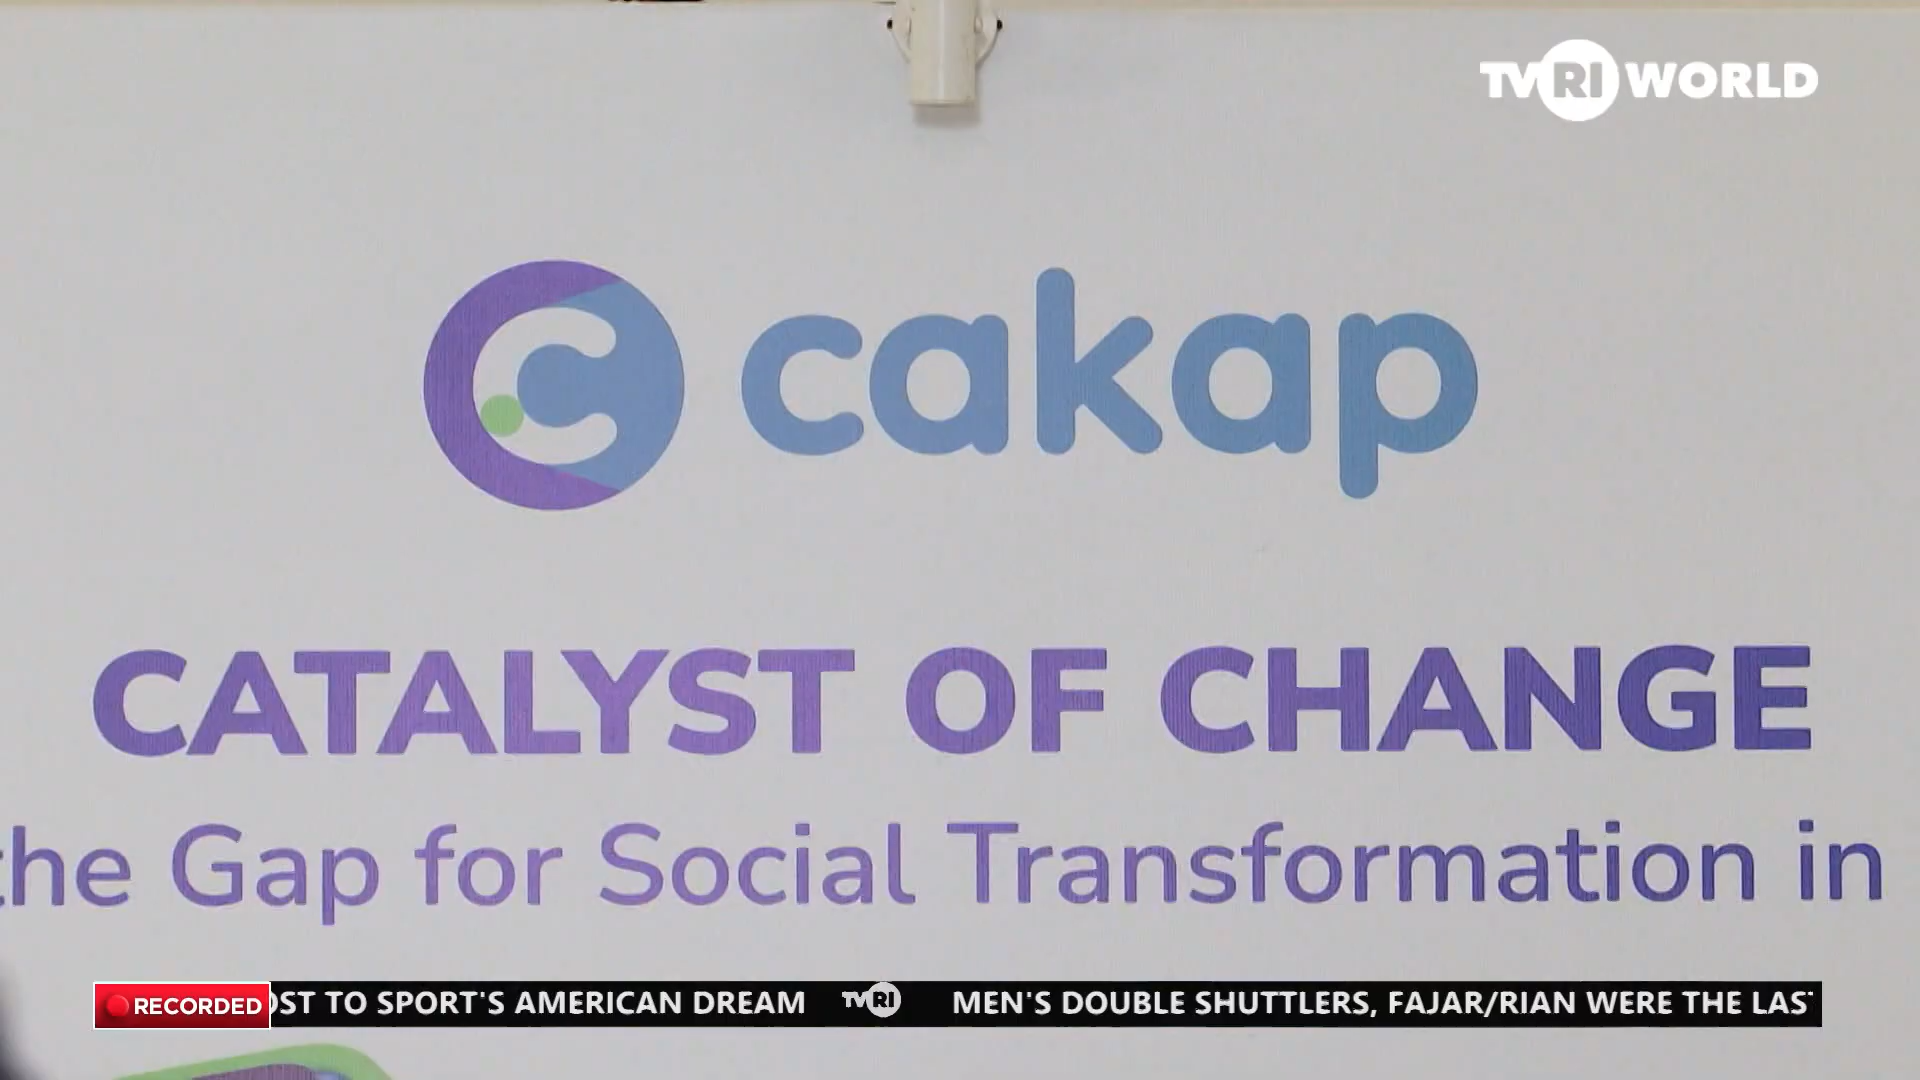 TVRI WORLD
cakap
CATALYST OF CHANGE
the Gap for Social Transformation in
RECORDED
OST TO SPORT'S AMERICAN DREAM TVRI MEN'S DOUBLE SHUTTLERS, FAJAR/RIAN WERE THE LAST